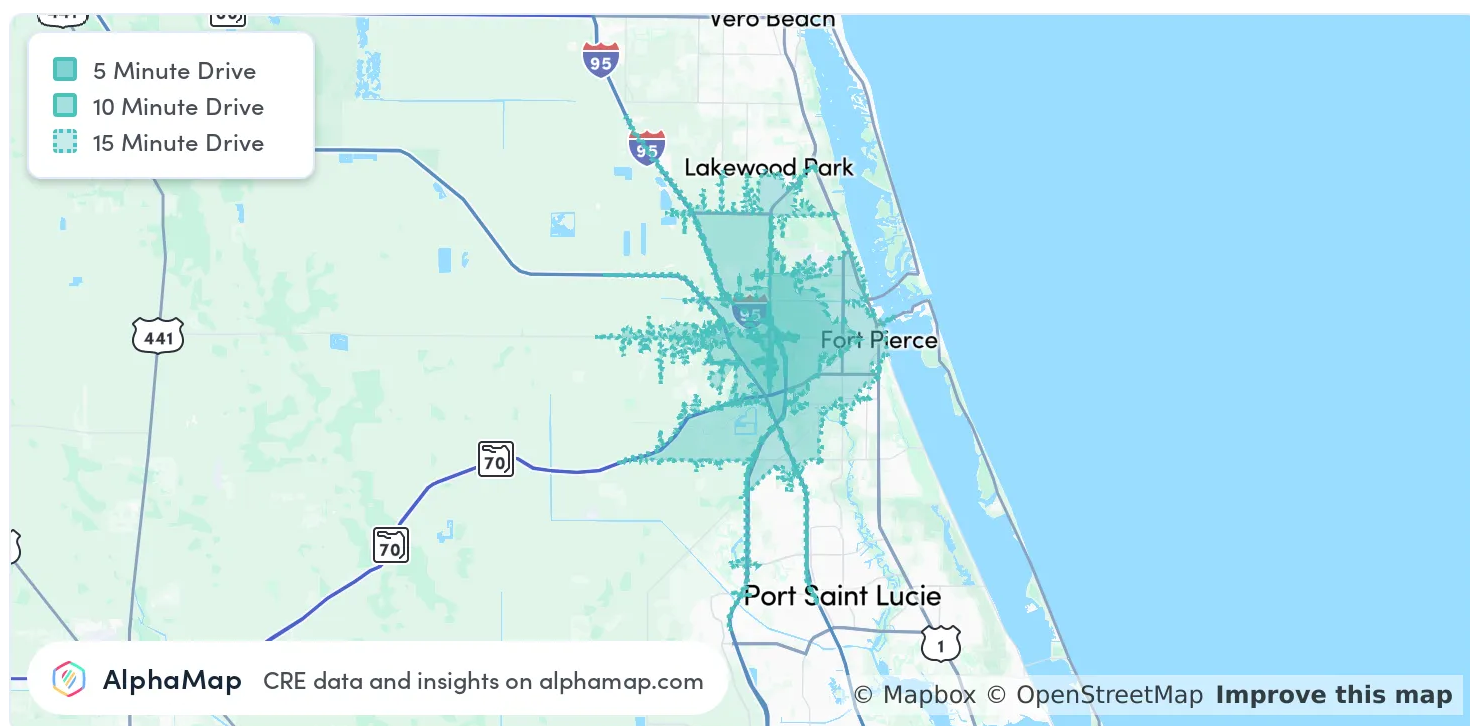 Vero Beach
5 Minute Drive
10 Minute Drive
15 Minute Drive
95
95
Lakewood Park
95
441
Fort Pierce
70
70
Port Saint Lucie
1
AlphaMap CRE data and insights on alphamap.com
© Mapbox © OpenStreetMap Improve this map